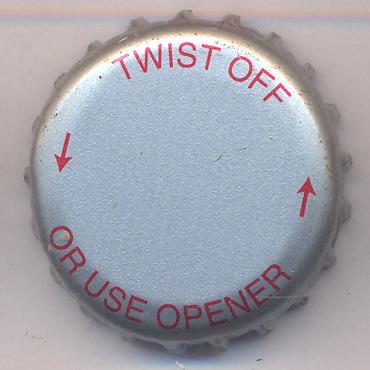 TWIST OFF
OR USE OPENER